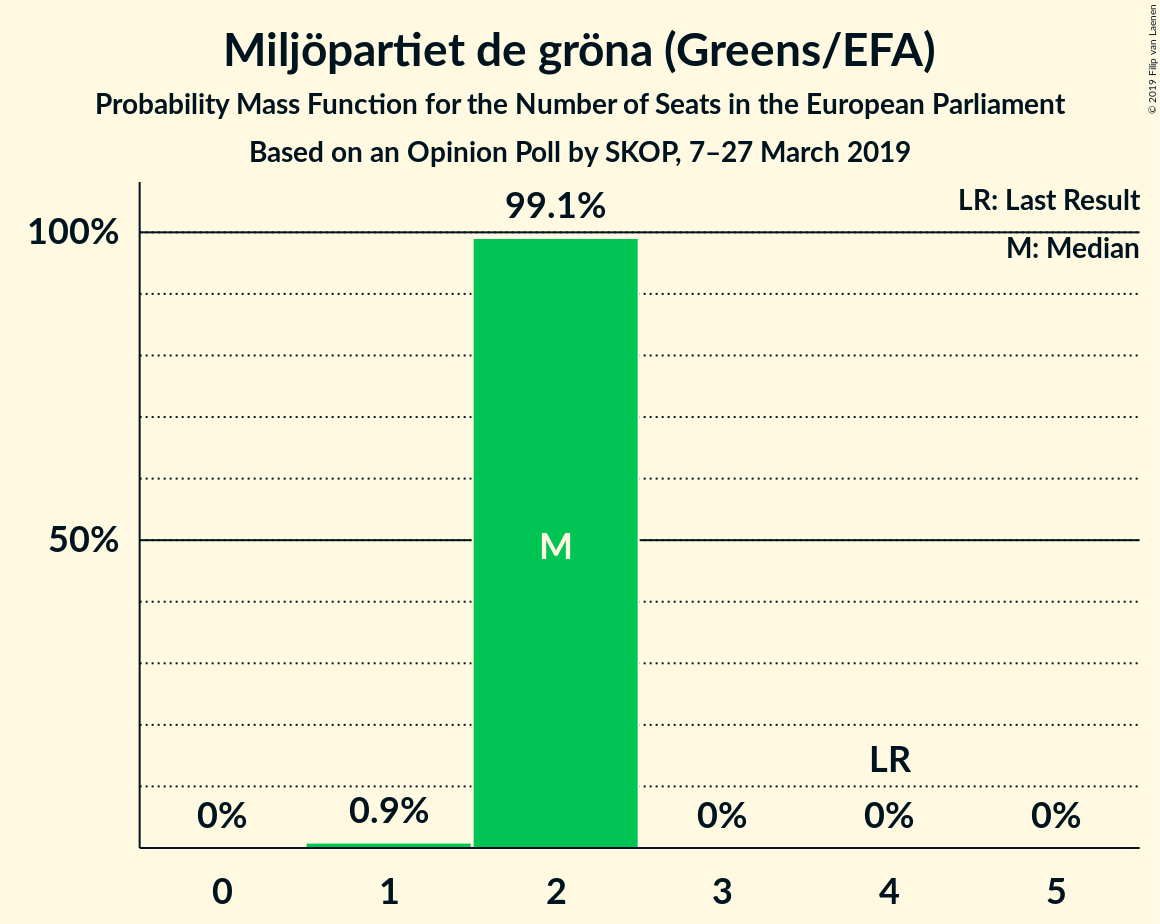 Miljöpartiet de gröna (Greens/EFA)
Probability Mass Function for the Number of Seats in the European Parliament
Based on an Opinion Poll by SKOP, 7–27 March 2019
© 2019 Filip van Laenen
LR: Last Result
M: Median
99.1%
100%
50%
M
LR
0%
0.9%
0%
0%
0%
0
1
2
3
4
5